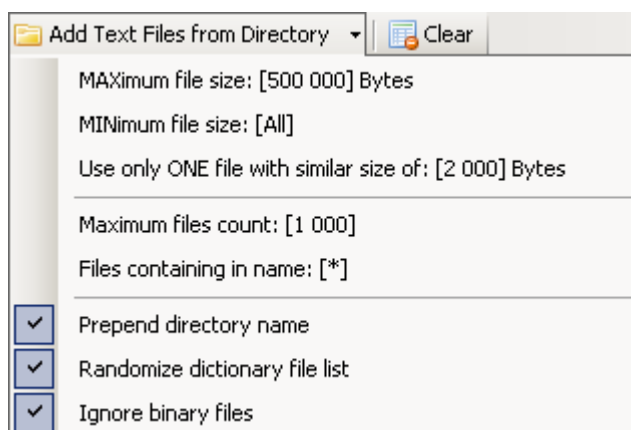 Add Text Files from Directory Clear
MAXimum file size: [500 000] Bytes
MINimum file size: [All]
Use only ONE file with similar size of: [2 000] Bytes
Maximum files count: [1 000]
Files containing in name: [*]
Prepend directory name
Randomize dictionary file list
Ignore binary files